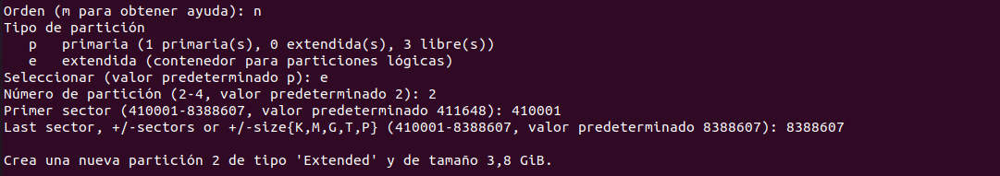 Orden (m para obtener ayuda): n
Tipo de partición
   p   primaria (1 primaria(s), 0 extendida(s), 3 libre(s))
   e   extendida (contenedor para particiones lógicas)
Seleccionar (valor predeterminado p): e
Número de partición (2-4, valor predeterminado 2): 2
Primer sector (410001-8388607, valor predeterminado 411648): 410001
Last sector, +/-sectors or +/-size{K,M,G,T,P} (410001-8388607, valor predeterminado 8388607): 8388607
Crea una nueva partición 2 de tipo 'Extended' y de tamaño 3,8 GiB.